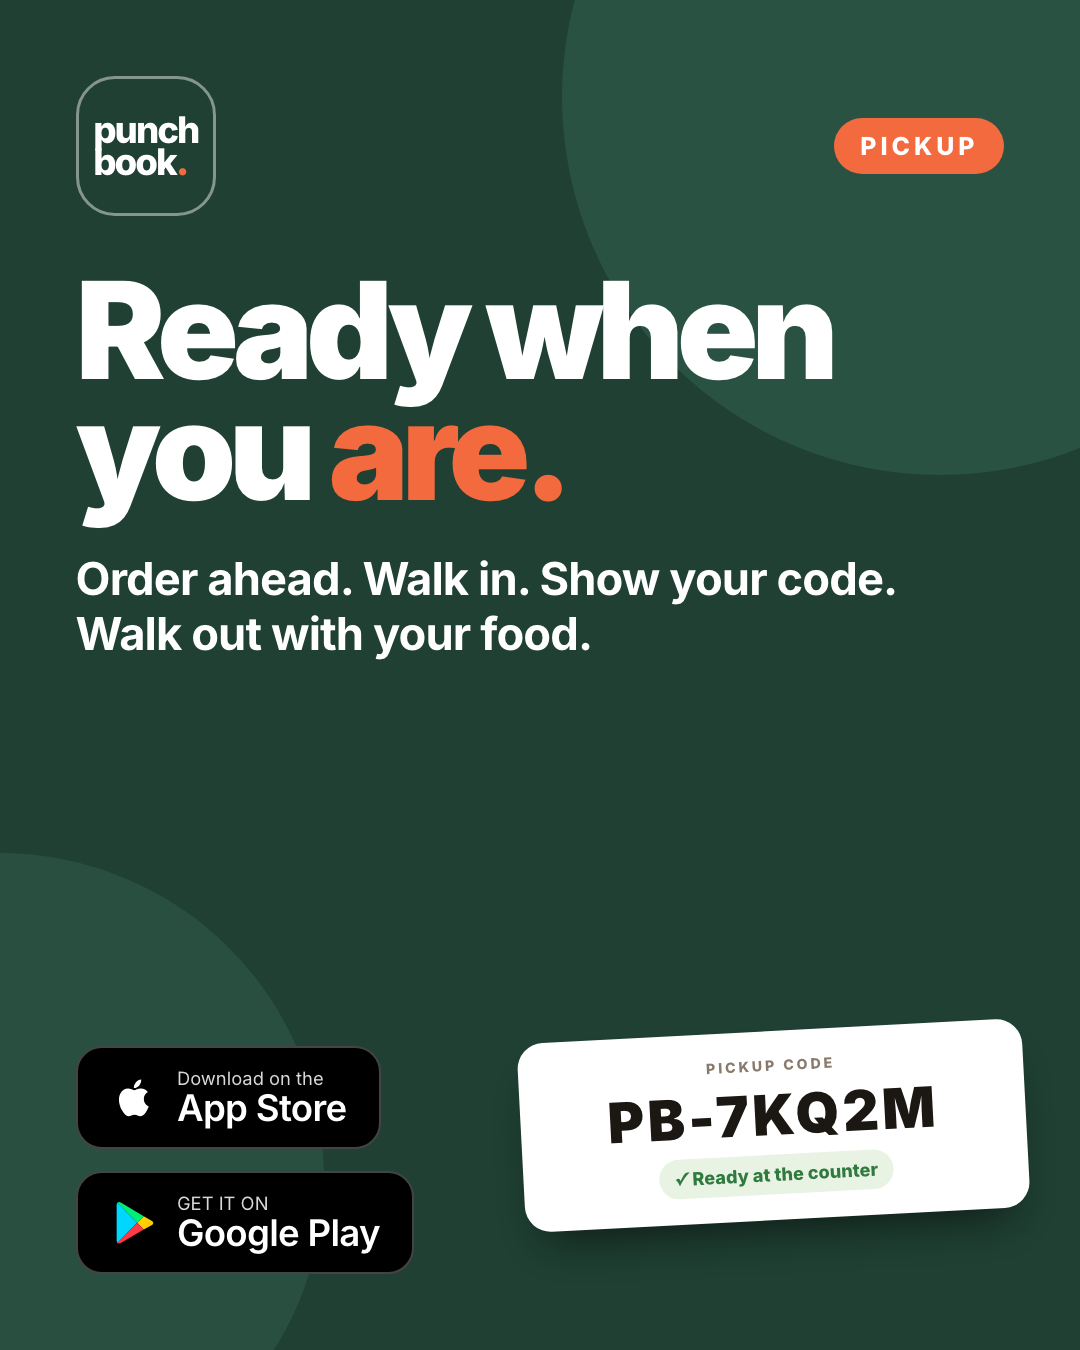 punch
book.
PICKUP
Ready when
you are.
Order ahead. Walk in. Show your code.
Walk out with your food.
Download on the
App Store
GET IT ON
Google Play
PICKUP CODE
PB-7KQ2M
✓ Ready at the counter